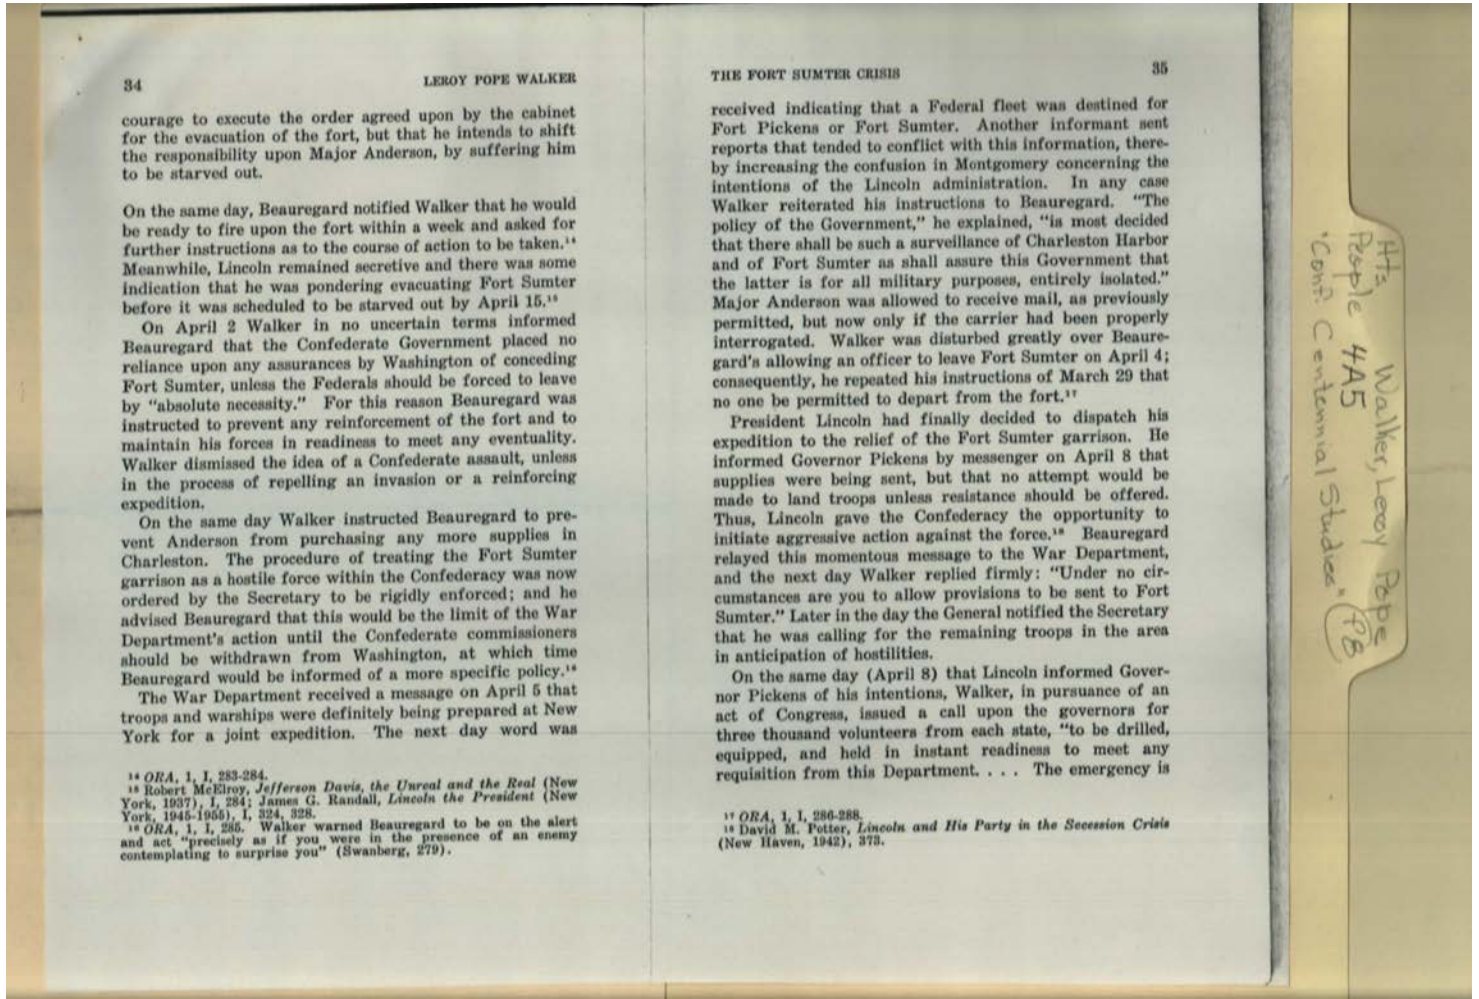 34 LEROY POPE WALKER
courage to execute the order agreed upon by the cabinet
for the evacuation of the fort, but that he intends to shift
the responsibility upon Major Anderson, by suffering him
to be starved out.
On the same day, Beauregard notified Walker that he would
be ready to fire upon the fort within a week and asked for
further instructions as to the course of action to be taken.¹⁴
Meanwhile, Lincoln remained secretive and there was some
indication that he was pondering evacuating Fort Sumter
before it was scheduled to be starved out by April 15.¹⁵
On April 2 Walker in no uncertain terms informed
Beauregard that the Confederate Government placed no
reliance upon any assurances by Washington of conceding
Fort Sumter, unless the Federals should be forced to leave
by "absolute necessity." For this reason Beauregard was
instructed to prevent any reinforcement of the fort and to
maintain his forces in readiness to meet any eventuality.
Walker dismissed the idea of a Confederate assault, unless
in the process of repelling an invasion or a reinforcing
expedition.
On the same day Walker instructed Beauregard to pre-
vent Anderson from purchasing any more supplies in
Charleston. The procedure of treating the Fort Sumter
garrison as a hostile force within the Confederacy was now
ordered by the Secretary to be rigidly enforced; and he
advised Beauregard that this would be the limit of the War
Department's action until the Confederate commissioners
should be withdrawn from Washington, at which time
Beauregard would be informed of a more specific policy.¹⁶
The War Department received a message on April 5 that
troops and warships were definitely being prepared at New
York for a joint expedition. The next day word was
¹⁴ ORA, 1, I, 283-284.
¹⁵ Robert McElroy, Jefferson Davis, the Unreal and the Real (New
York, 1937), I, 284; James G. Randall, Lincoln the President (New
York, 1945-1955), I, 324, 328.
¹⁶ ORA, 1, I, 285. Walker warned Beauregard to be on the alert
and act "precisely as if you were in the presence of an enemy
contemplating to surprise you" (Swanberg, 279).
THE FORT SUMTER CRISIS 35
received indicating that a Federal fleet was destined for
Fort Pickens or Fort Sumter. Another informant sent
reports that tended to conflict with this information, there-
by increasing the confusion in Montgomery concerning the
intentions of the Lincoln administration. In any case
Walker reiterated his instructions to Beauregard. "The
policy of the Government," he explained, "is most decided
that there shall be such a surveillance of Charleston Harbor
and of Fort Sumter as shall assure this Government that
the latter is for all military purposes, entirely isolated."
Major Anderson was allowed to receive mail, as previously
permitted, but now only if the carrier had been properly
interrogated. Walker was disturbed greatly over Beaure-
gard's allowing an officer to leave Fort Sumter on April 4;
consequently, he repeated his instructions of March 29 that
no one be permitted to depart from the fort.¹⁷
President Lincoln had finally decided to dispatch his
expedition to the relief of the Fort Sumter garrison. He
informed Governor Pickens by messenger on April 8 that
supplies were being sent, but that no attempt would be
made to land troops unless resistance should be offered.
Thus, Lincoln gave the Confederacy the opportunity to
initiate aggressive action against the force.¹⁸ Beauregard
relayed this momentous message to the War Department,
and the next day Walker replied firmly: "Under no cir-
cumstances are you to allow provisions to be sent to Fort
Sumter." Later in the day the General notified the Secretary
that he was calling for the remaining troops in the area
in anticipation of hostilities.
On the same day (April 8) that Lincoln informed Gover-
nor Pickens of his intentions, Walker, in pursuance of an
act of Congress, issued a call upon the governors for
three thousand volunteers from each state, "to be drilled,
equipped, and held in instant readiness to meet any
requisition from this Department. . . . The emergency is
¹⁷ ORA, 1, I, 286-288.
¹⁸ David M. Potter, Lincoln and His Party in the Secession Crisis
(New Haven, 1942), 373.
Hts
People Walker, Leroy Pope
4A5
"Conf. Centennial Studies" P8